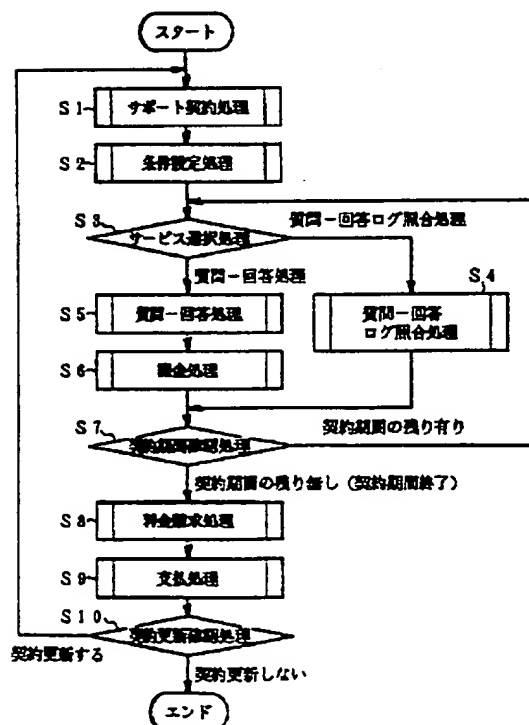 スタート
S1
サポート契約処理
S2
条件設定処理
S3
サービス選択処理
質問ー回答ログ照合処理
質問ー回答処理
S4
S5
質問ー回答処理
質問ー回答
ログ照合処理
S6
課金処理
S7
契約期間確認処理
契約期間の残り有り
契約期間の残り無し(契約期間終了)
S8
料金請求処理
S9
支払処理
S10
契約更新確認処理
契約更新する
契約更新しない
エンド